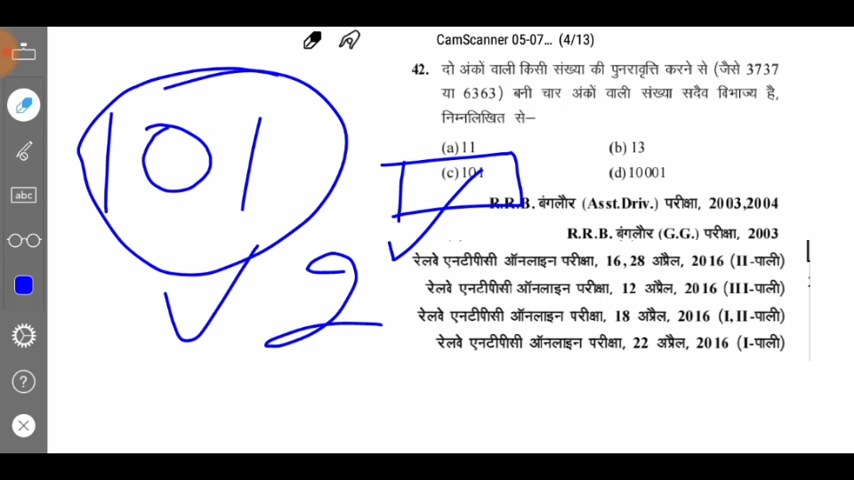 CamScanner 05-07... (4/13)
42. दो अंकों वाली किसी संख्या की पुनरावृत्ति करने से (जैसे 3737
या 6363) बनी चार अंकों वाली संख्या सदैव विभाज्य है,
निम्नलिखित से–
(a) 11 (b) 13
(c) 101 (d) 10001
R.R.B. बंगलौर (Asst.Driv.) परीक्षा, 2003,2004
R.R.B. बंगलौर (G.G.) परीक्षा, 2003
रेलवे एनटीपीसी ऑनलाइन परीक्षा, 16,28 अप्रैल, 2016 (II-पाली)
रेलवे एनटीपीसी ऑनलाइन परीक्षा, 12 अप्रैल, 2016 (III-पाली)
रेलवे एनटीपीसी ऑनलाइन परीक्षा, 18 अप्रैल, 2016 (I,II-पाली)
रेलवे एनटीपीसी ऑनलाइन परीक्षा, 22 अप्रैल, 2016 (I-पाली)
101
2
abc
?